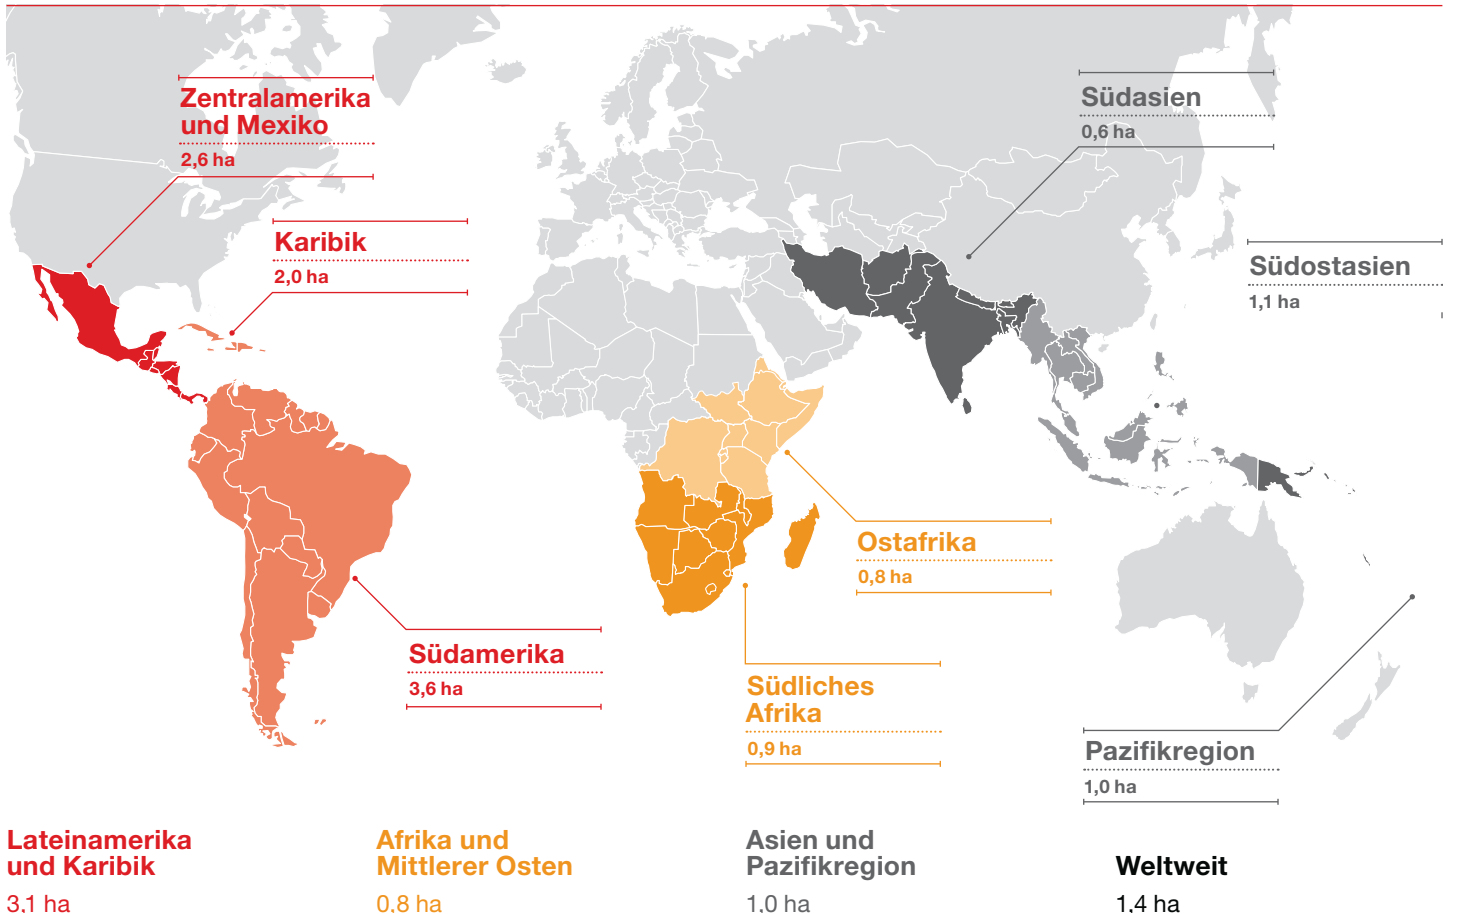 Zentralamerika
und Mexiko
2,6 ha
Karibik
2,0 ha
Südasien
0,6 ha
Südostasien
1,1 ha
Ostafrika
0,8 ha
Südamerika
3,6 ha
Südliches
Afrika
0,9 ha
Pazifikregion
1,0 ha
Lateinamerika
und Karibik
3,1 ha
Afrika und
Mittlerer Osten
0,8 ha
Asien und
Pazifikregion
1,0 ha
Weltweit
1,4 ha